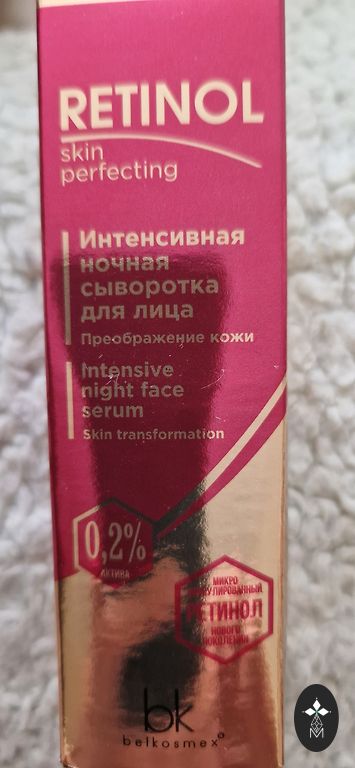 RETINOL
skin
perfecting
Интенсивная
ночная
сыворотка
для лица
Преображение кожи
Intensive
night face
serum
Skin transformation
0,2%
АКТИВА
МИКРО
РЕТИНОЛ
НОВОГО
ПОКОЛЕНИЯ
bk
belkosmex®
M